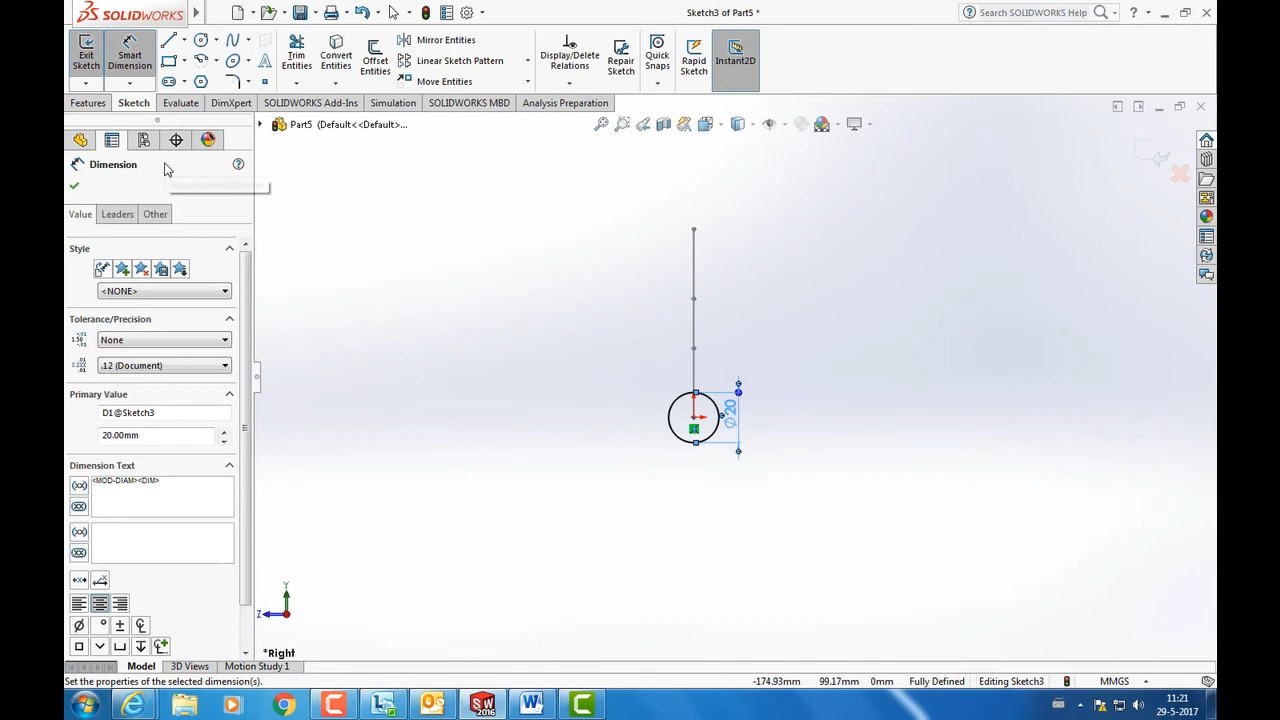 SOLIDWORKS
Sketch3 of Part5 *
Search SOLIDWORKS Help
?
Exit Sketch
Smart Dimension
Trim Entities
Convert Entities
Offset Entities
Mirror Entities
Linear Sketch Pattern
Move Entities
Display/Delete Relations
Repair Sketch
Quick Snaps
Rapid Sketch
Instant2D
Features
Sketch
Evaluate
DimXpert
SOLIDWORKS Add-Ins
Simulation
SOLIDWORKS MBD
Analysis Preparation
Part5 (Default<<Default>...
Dimension
?
Value
Leaders
Other
Style
<NONE>
Tolerance/Precision
None
.12 (Document)
Primary Value
D1@Sketch3
20.00mm
Dimension Text
<MOD-DIAM><DIM>
Ø20
Y
Z
*Right
Model
3D Views
Motion Study 1
Set the properties of the selected dimension(s).
-174.93mm
99.17mm
0mm
Fully Defined
Editing Sketch3
MMGS
11:21
29-5-2017